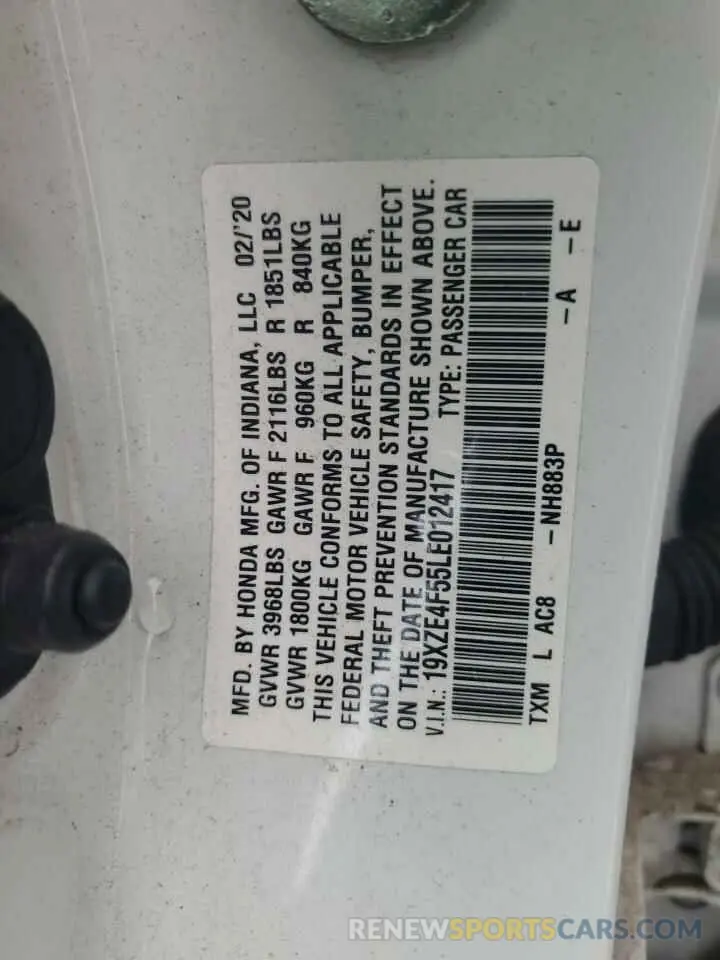 MFD. BY HONDA MFG. OF INDIANA, LLC 02/'20
GVWR 3968LBS GAWR F 2116LBS R 1851LBS
GVWR 1800KG GAWR F 960KG R 840KG
THIS VEHICLE CONFORMS TO ALL APPLICABLE
FEDERAL MOTOR VEHICLE SAFETY, BUMPER,
AND THEFT PREVENTION STANDARDS IN EFFECT
ON THE DATE OF MANUFACTURE SHOWN ABOVE.
V.I.N.: 19XZE4F55LE012417 TYPE: PASSENGER CAR
TXM L AC8 -NH883P -A -E
RENEWSPORTSCARS.COM